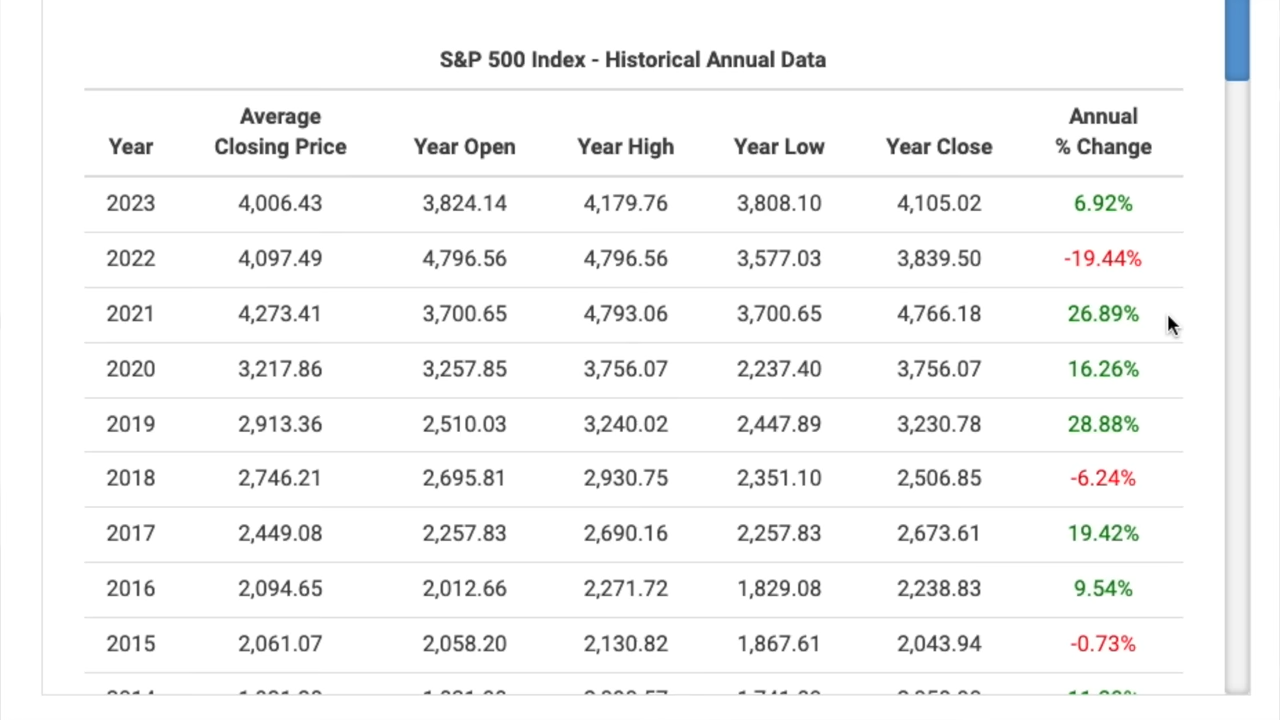 S&P 500 Index - Historical Annual Data
Average Annual
Year Closing Price Year Open Year High Year Low Year Close % Change
2023 4,006.43 3,824.14 4,179.76 3,808.10 4,105.02 6.92%
2022 4,097.49 4,796.56 4,796.56 3,577.03 3,839.50 -19.44%
2021 4,273.41 3,700.65 4,793.06 3,700.65 4,766.18 26.89%
2020 3,217.86 3,257.85 3,756.07 2,237.40 3,756.07 16.26%
2019 2,913.36 2,510.03 3,240.02 2,447.89 3,230.78 28.88%
2018 2,746.21 2,695.81 2,930.75 2,351.10 2,506.85 -6.24%
2017 2,449.08 2,257.83 2,690.16 2,257.83 2,673.61 19.42%
2016 2,094.65 2,012.66 2,271.72 1,829.08 2,238.83 9.54%
2015 2,061.07 2,058.20 2,130.82 1,867.61 2,043.94 -0.73%